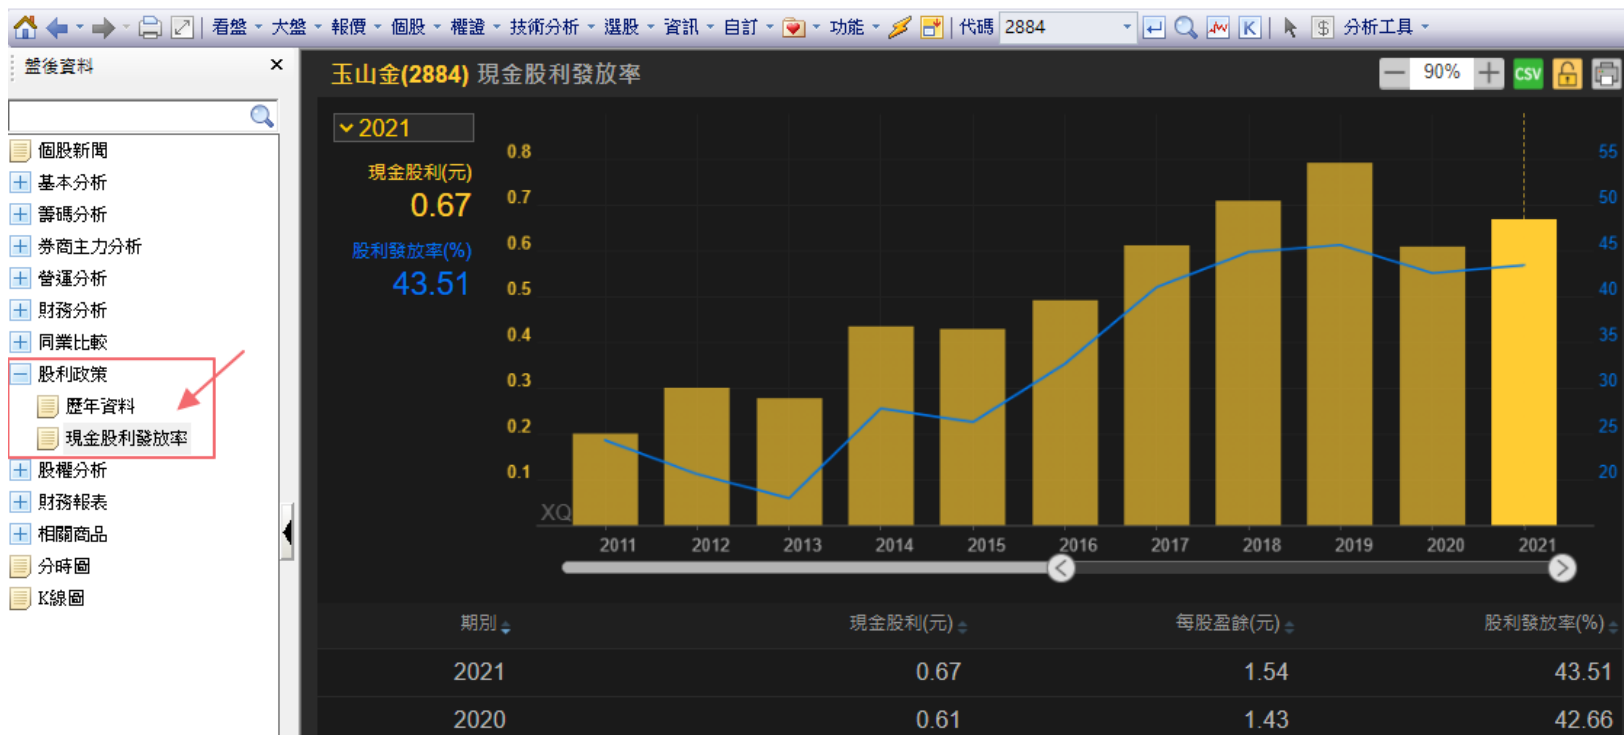 看盤 大盤 報價 個股 權證 技術分析 選股 資訊 自訂 功能 代碼 2884 K $ 分析工具
盤後資料 ×
個股新聞
基本分析
籌碼分析
券商主力分析
營運分析
財務分析
同業比較
股利政策
歷年資料
現金股利發放率
股權分析
財務報表
相關商品
分時圖
K線圖
玉山金(2884) 現金股利發放率
90% CSV
2021
現金股利(元)
0.67
股利發放率(%)
43.51
0.8 55
0.7 50
0.6 45
0.5 40
0.4 35
0.3 30
0.2 25
0.1 20
XQ
2011 2012 2013 2014 2015 2016 2017 2018 2019 2020 2021
期別 現金股利(元) 每股盈餘(元) 股利發放率(%)
2021 0.67 1.54 43.51
2020 0.61 1.43 42.66